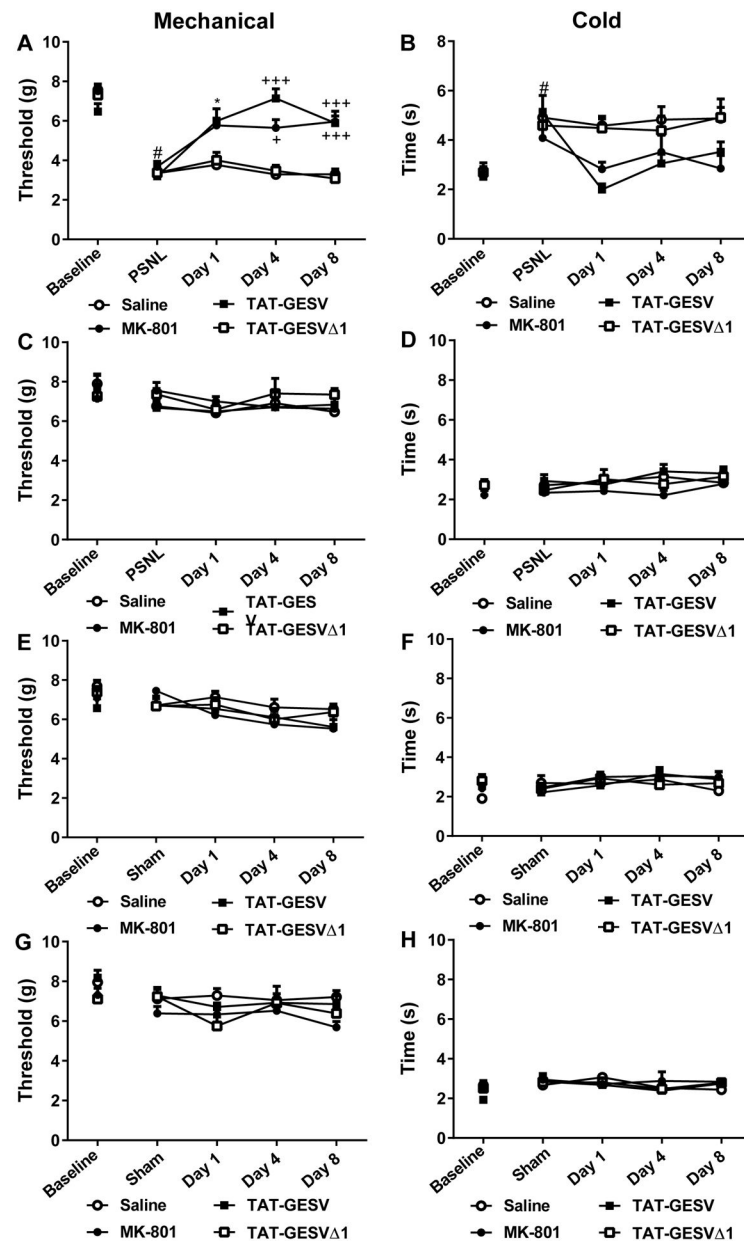 Mechanical Cold
A
Threshold (g)
10
8
6
4
2
0
#
*
+++
+
+++
+++
Baseline PSNL Day 1 Day 4 Day 8
Saline TAT-GESV
MK-801 TAT-GESVΔ1
B
Time (s)
8
6
4
2
0
#
Baseline PSNL Day 1 Day 4 Day 8
Saline TAT-GESV
MK-801 TAT-GESVΔ1
C
Threshold (g)
10
8
6
4
2
0
Baseline PSNL Day 1 Day 4 Day 8
Saline TAT-GES
V
MK-801 TAT-GESVΔ1
D
Time (s)
10
8
6
4
2
0
Baseline PSNL Day 1 Day 4 Day 8
Saline TAT-GESV
MK-801 TAT-GESVΔ1
E
Threshold (g)
10
8
6
4
2
0
Baseline Sham Day 1 Day 4 Day 8
Saline TAT-GESV
MK-801 TAT-GESVΔ1
F
Time (s)
10
8
6
4
2
0
Baseline Sham Day 1 Day 4 Day 8
Saline TAT-GESV
MK-801 TAT-GESVΔ1
G
Threshold (g)
10
8
6
4
2
0
Baseline Sham Day 1 Day 4 Day 8
Saline TAT-GESV
MK-801 TAT-GESVΔ1
H
Time (s)
10
8
6
4
2
0
Baseline Sham Day 1 Day 4 Day 8
Saline TAT-GESV
MK-801 TAT-GESVΔ1